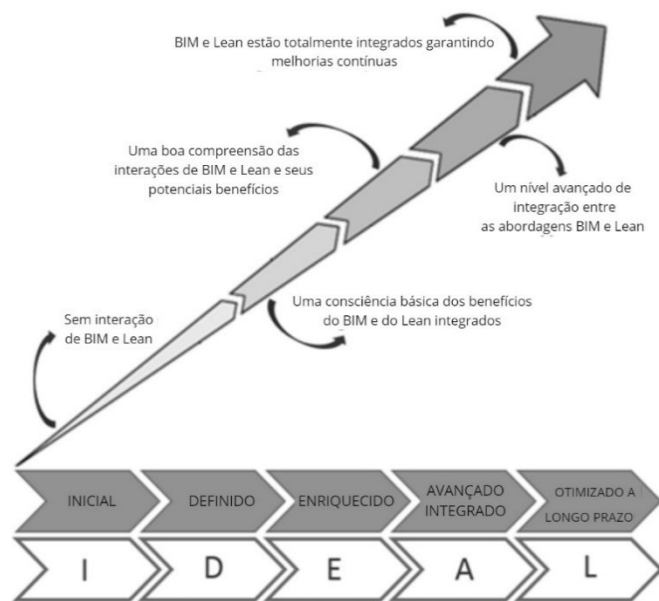 BIM e Lean estão totalmente integrados garantindo
melhorias contínuas
Uma boa compreensão das
interações de BIM e Lean e seus
potenciais benefícios
Um nível avançado de
integração entre
as abordagens BIM e Lean
Sem interação
de BIM e Lean
Uma consciência básica dos benefícios
do BIM e do Lean integrados
INICIAL
DEFINIDO
ENRIQUECIDO
AVANÇADO
INTEGRADO
OTIMIZADO A
LONGO PRAZO
I
D
E
A
L